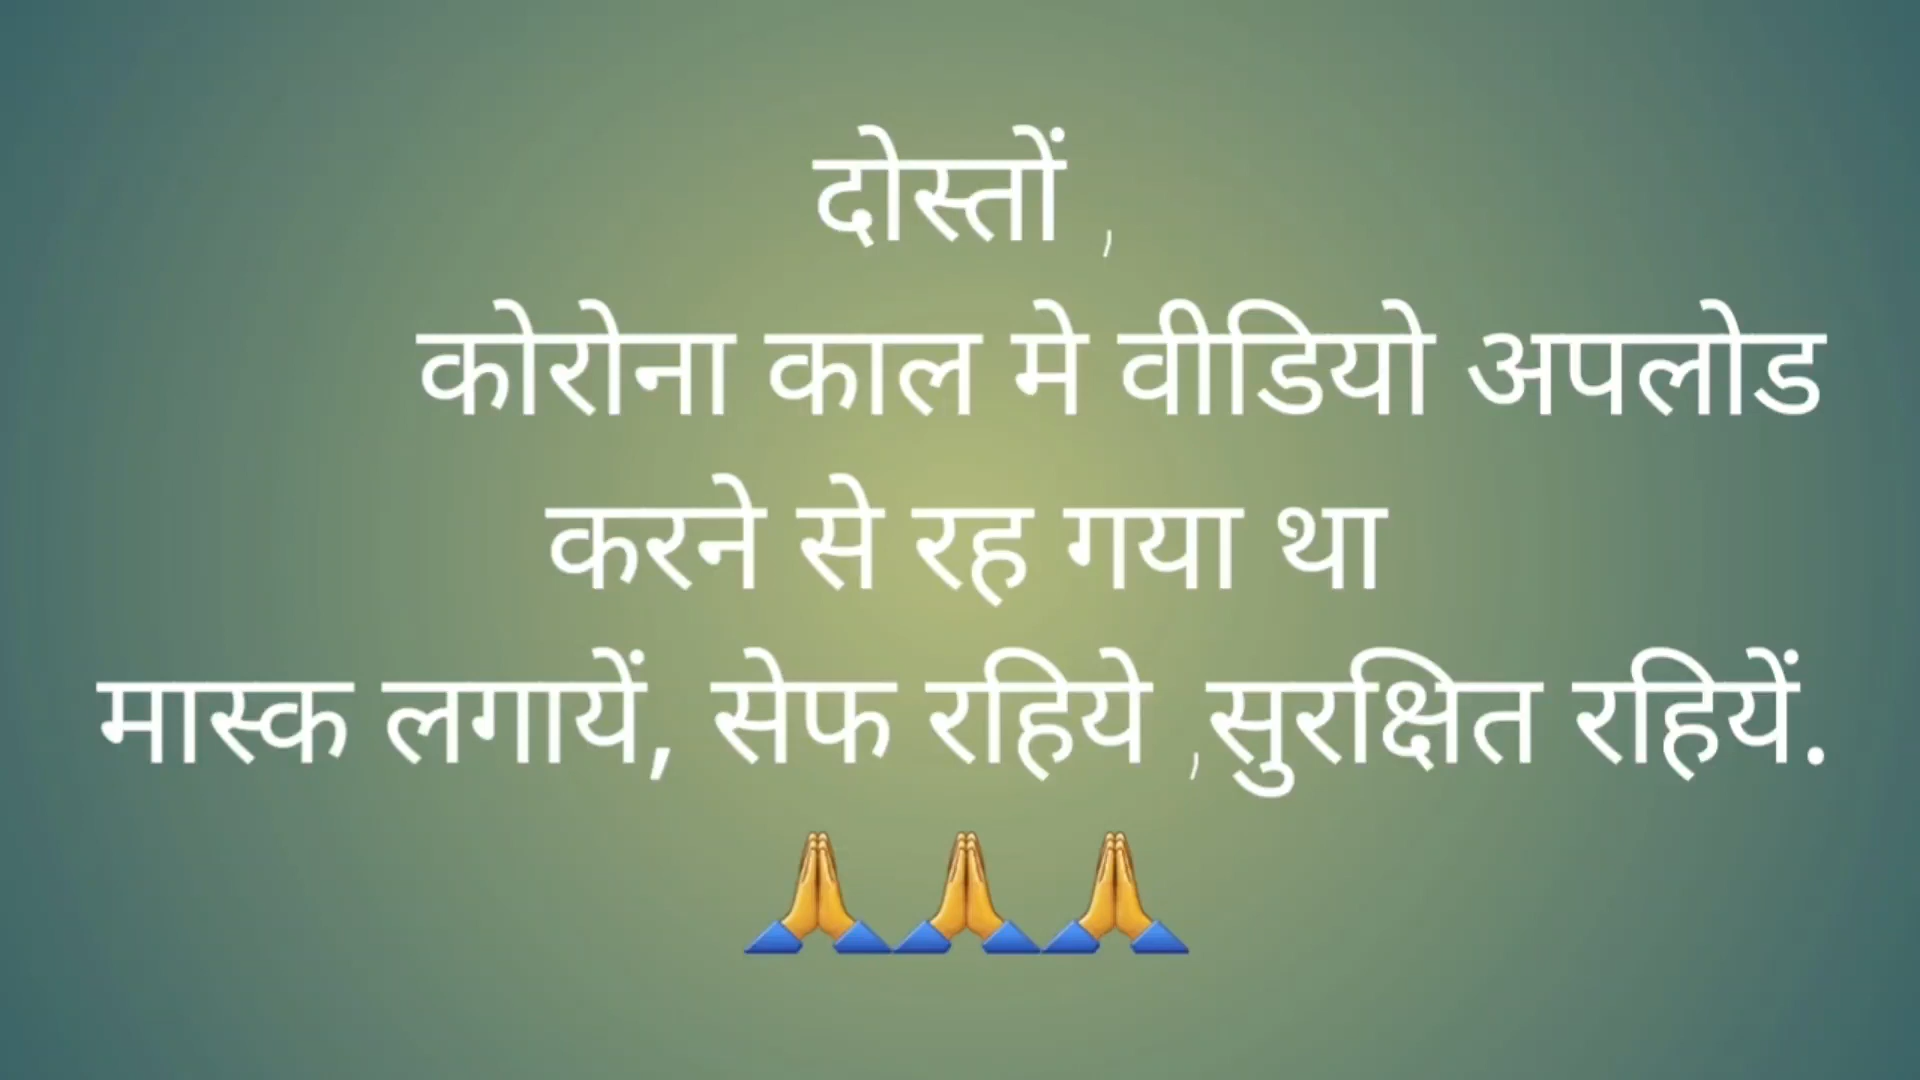 दोस्तों ,
कोरोना काल मे वीडियो अपलोड
करने से रह गया था
मास्क लगायें, सेफ रहिये ,सुरक्षित रहियें.
🙏🙏🙏